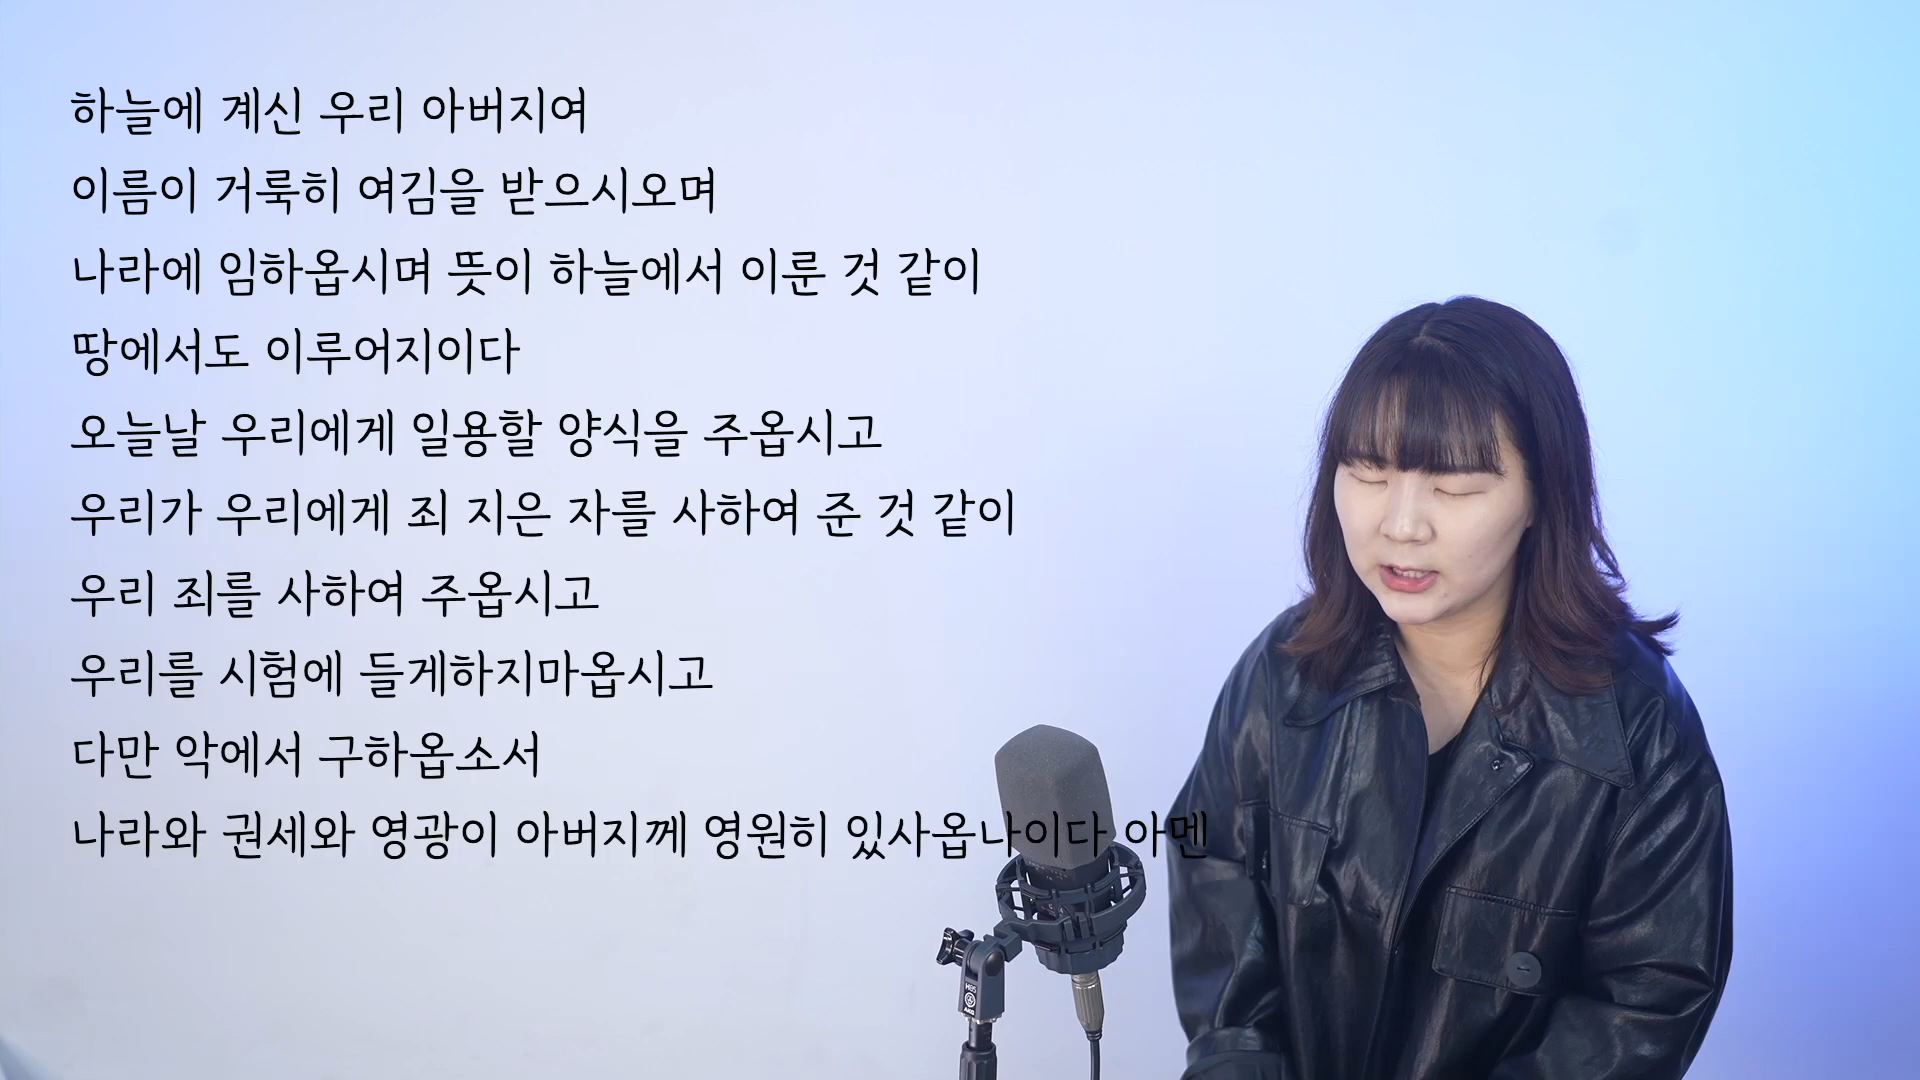 하늘에 계신 우리 아버지여
이름이 거룩히 여김을 받으시오며
나라에 임하옵시며 뜻이 하늘에서 이룬 것 같이
땅에서도 이루어지이다
오늘날 우리에게 일용할 양식을 주옵시고
우리가 우리에게 죄 지은 자를 사하여 준 것 같이
우리 죄를 사하여 주옵시고
우리를 시험에 들게하지마옵시고
다만 악에서 구하옵소서
나라와 권세와 영광이 아버지께 영원히 있사옵나이다 아멘
H85
AKG